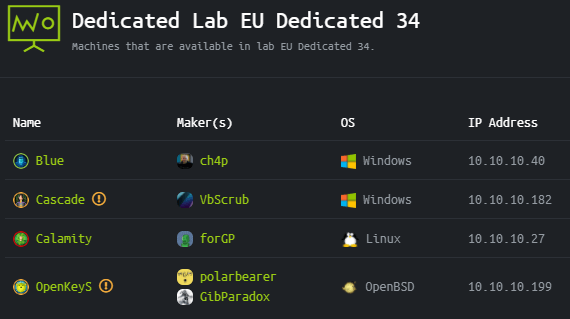 Dedicated Lab EU Dedicated 34
Machines that are available in lab EU Dedicated 34.
Name Maker(s) OS IP Address
Blue ch4p Windows 10.10.10.40
Cascade VbScrub Windows 10.10.10.182
Calamity forGP Linux 10.10.10.27
OpenKeyS polarbearer GibParadox OpenBSD 10.10.10.199